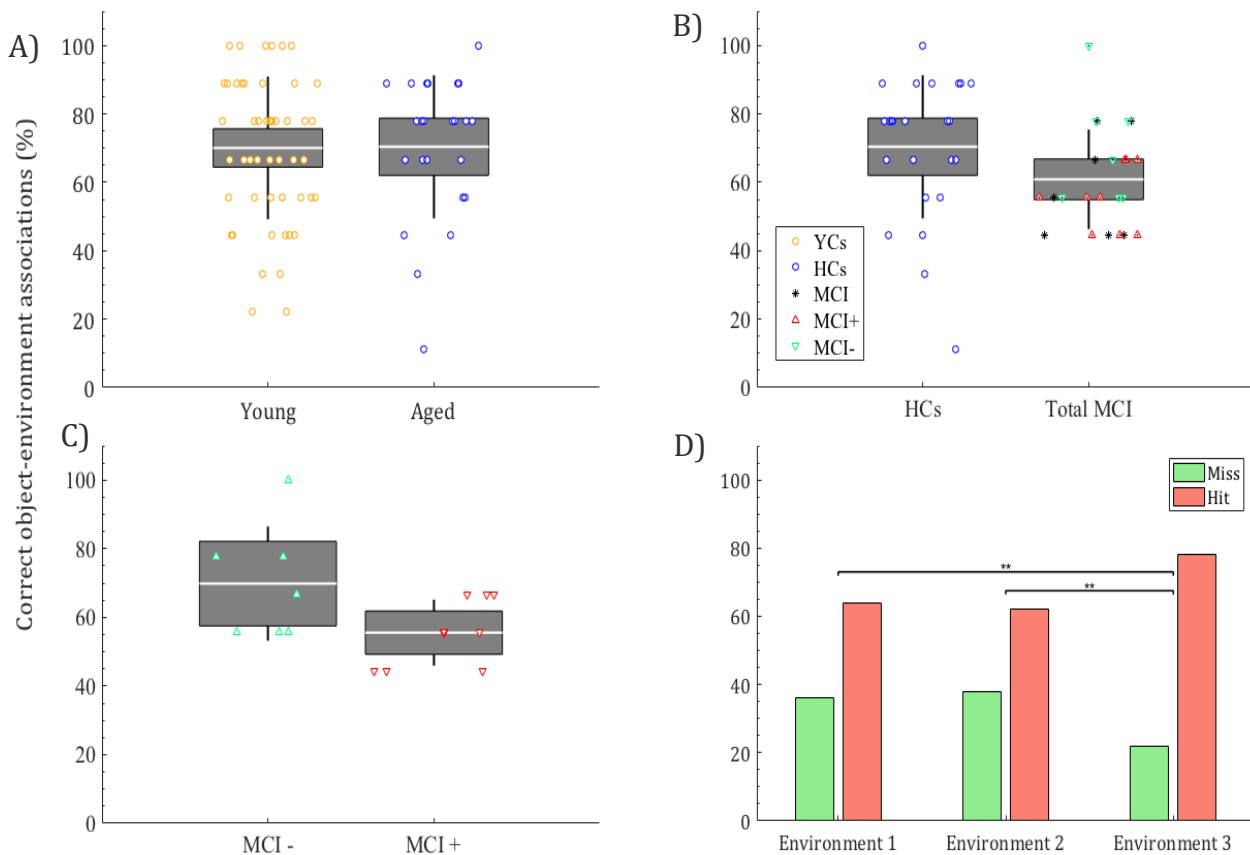 Correct object-environment associations (%)
A)
100
80
60
40
20
0
Young
Aged
B)
100
80
60
40
20
0
YCs
HCs
MCI
MCI+
MCI-
HCs
Total MCI
C)
100
80
60
40
20
0
MCI -
MCI +
D)
100
80
60
40
20
0
Miss
Hit
**
**
Environment 1
Environment 2
Environment 3